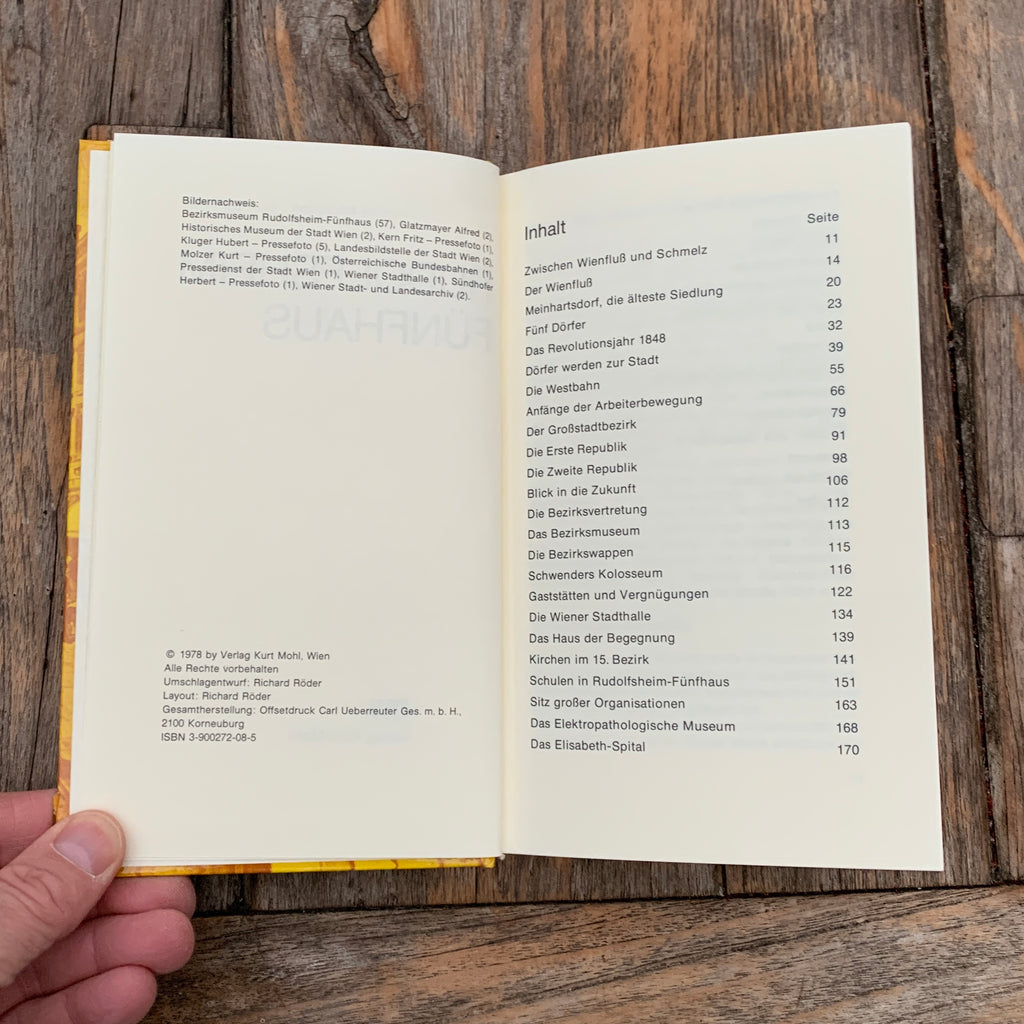 Bildernachweis:
Bezirksmuseum Rudolfsheim-Fünfhaus (57), Glatzmayer Alfred (2),
Historisches Museum der Stadt Wien (2), Kern Fritz – Pressefoto (1),
Kluger Hubert – Pressefoto (5), Landesbildstelle der Stadt Wien (2),
Molzer Kurt – Pressefoto (1), Österreichische Bundesbahnen (1),
Pressedienst der Stadt Wien (1), Wiener Stadthalle (1), Sündhofer
Herbert – Pressefoto (1), Wiener Stadt- und Landesarchiv (2).
© 1978 by Verlag Kurt Mohl, Wien
Alle Rechte vorbehalten
Umschlagentwurf: Richard Röder
Layout: Richard Röder
Gesamtherstellung: Offsetdruck Carl Ueberreuter Ges. m. b. H.,
2100 Korneuburg
ISBN 3-900272-08-5
Inhalt Seite
Zwischen Wienfluß und Schmelz 11
Der Wienfluß 14
Meinhartsdorf, die älteste Siedlung 20
Fünf Dörfer 23
Das Revolutionsjahr 1848 32
Dörfer werden zur Stadt 39
Die Westbahn 55
Anfänge der Arbeiterbewegung 66
Der Großstadtbezirk 79
Die Erste Republik 91
Die Zweite Republik 98
Blick in die Zukunft 106
Die Bezirksvertretung 112
Das Bezirksmuseum 113
Die Bezirkswappen 115
Schwenders Kolosseum 116
Gaststätten und Vergnügungen 122
Die Wiener Stadthalle 134
Das Haus der Begegnung 139
Kirchen im 15. Bezirk 141
Schulen in Rudolfsheim-Fünfhaus 151
Sitz großer Organisationen 163
Das Elektropathologische Museum 168
Das Elisabeth-Spital 170